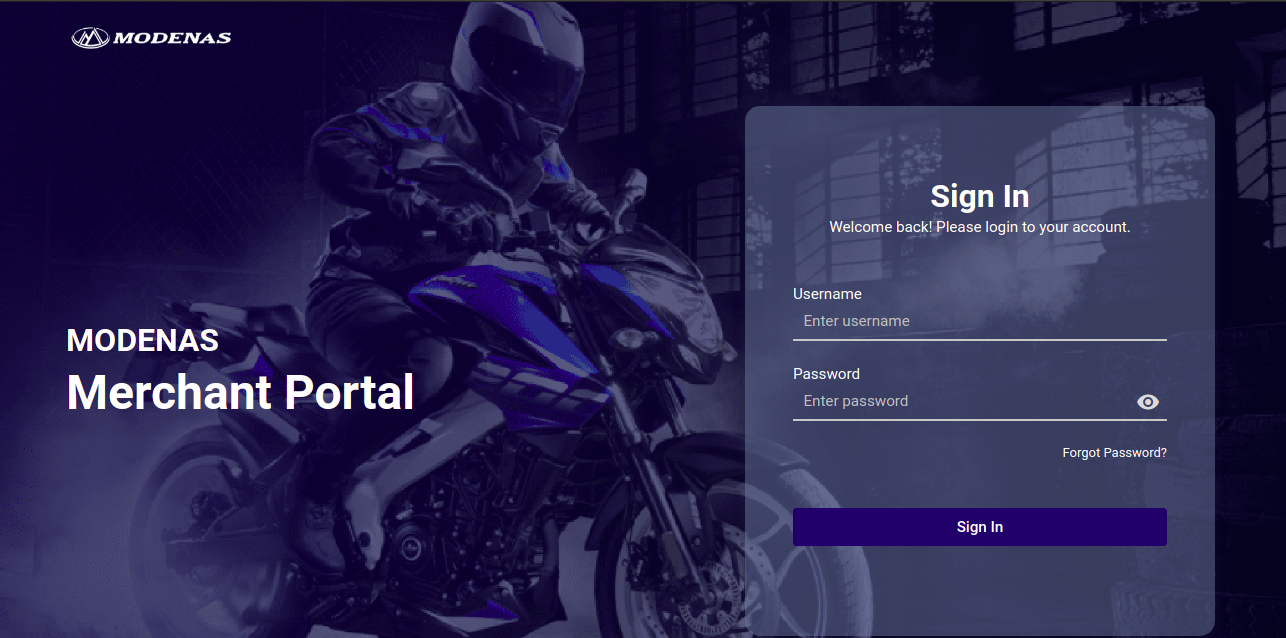 MODENAS
MODENAS
Merchant Portal
Sign In
Welcome back! Please login to your account.
Username
Enter username
Password
Enter password
Forgot Password?
Sign In